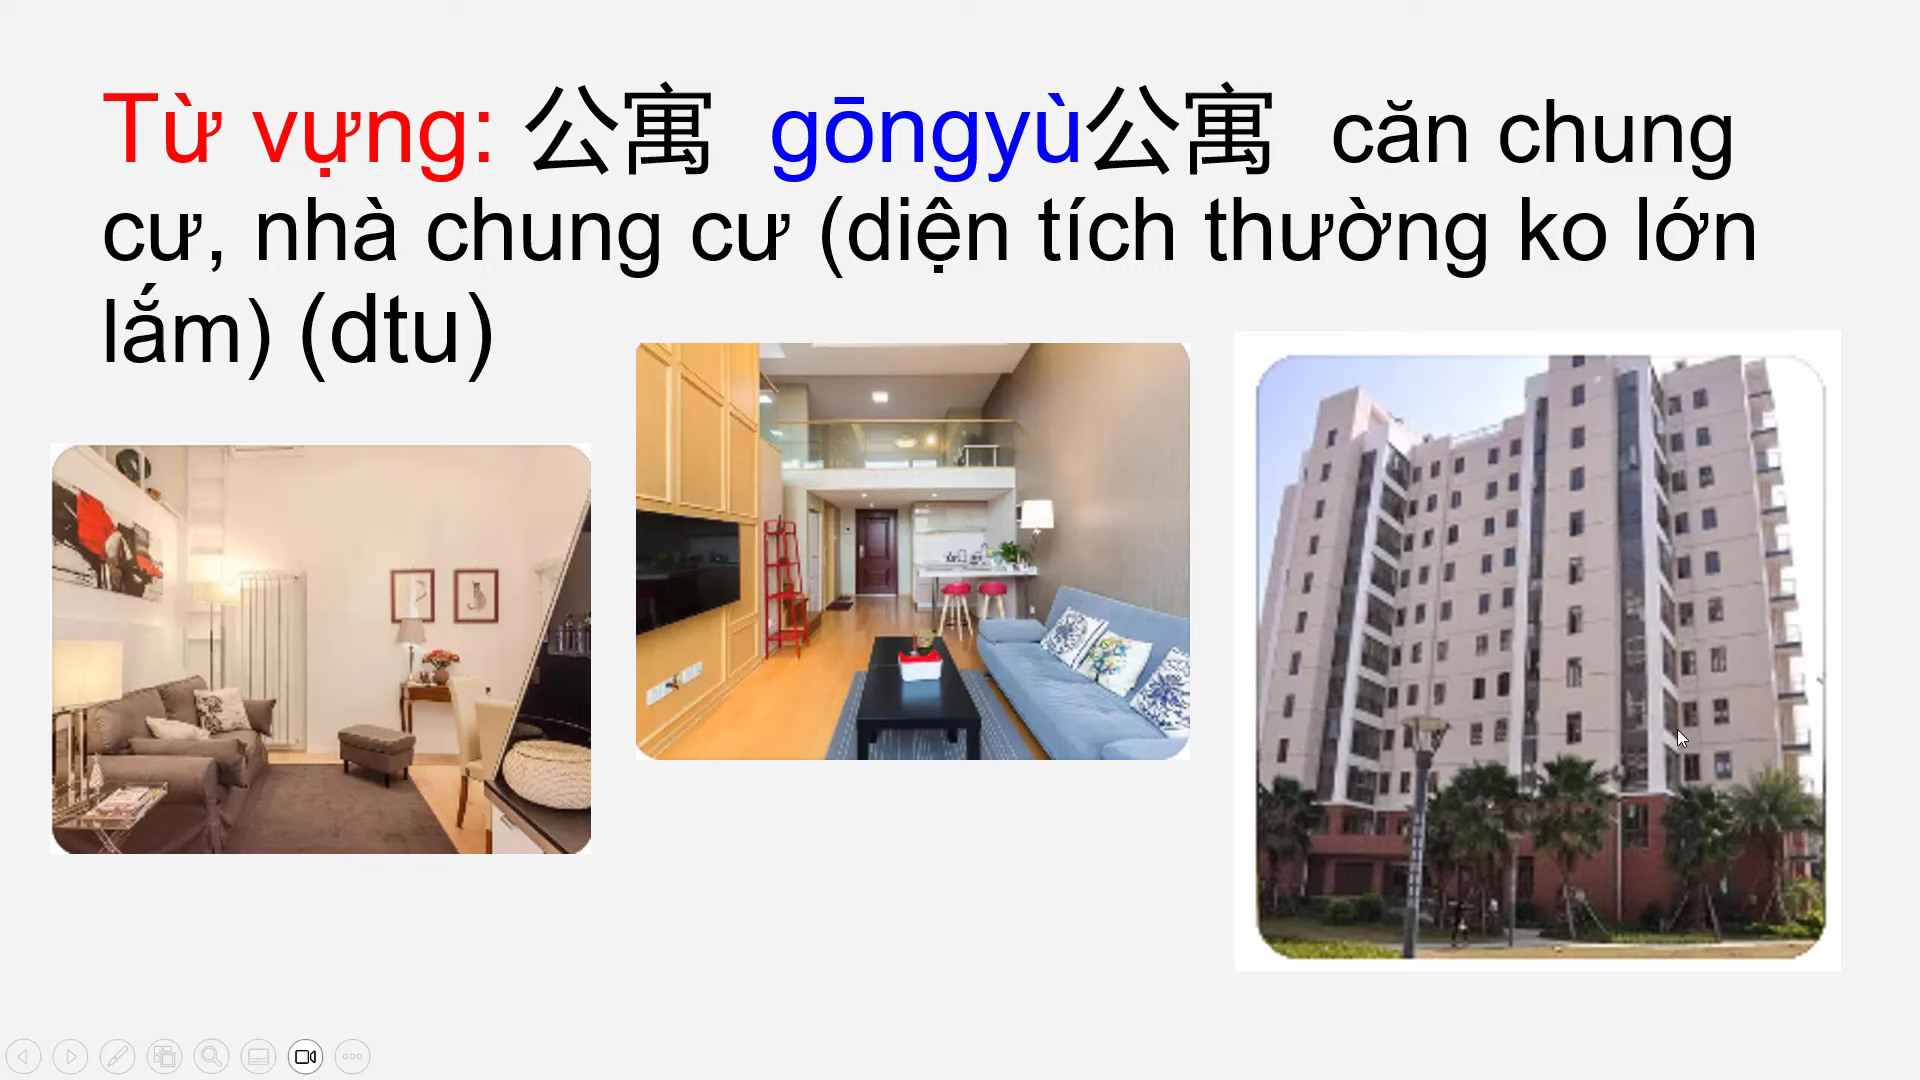 Từ vựng: 公寓 gōngyù公寓 căn chung
cư, nhà chung cư (diện tích thường ko lớn
lắm) (dtu)